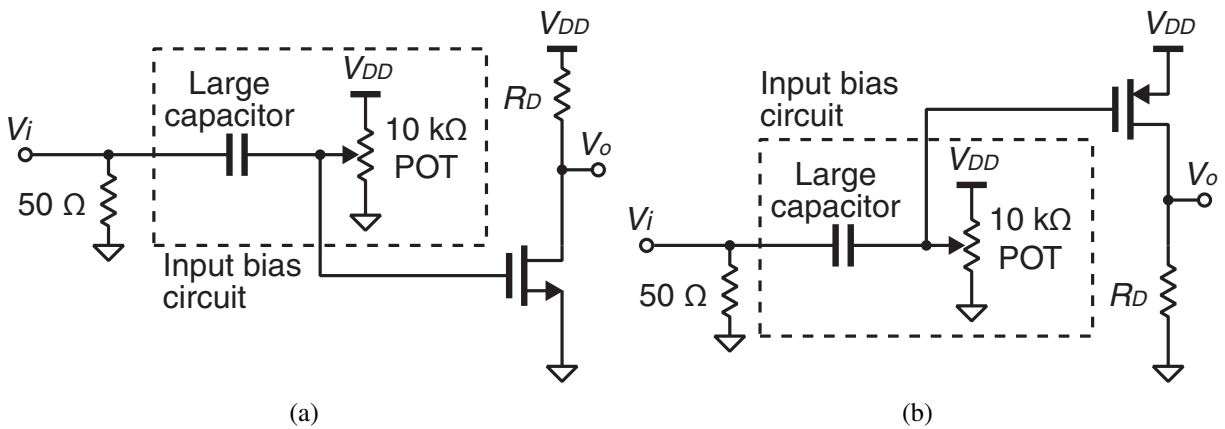 VDD
RD
Large
capacitor
VDD
10 kΩ
POT
Vi
50 Ω
Vo
Input bias
circuit
(a)
VDD
Input bias
circuit
VDD
Large
capacitor
10 kΩ
POT
Vi
50 Ω
Vo
RD
(b)